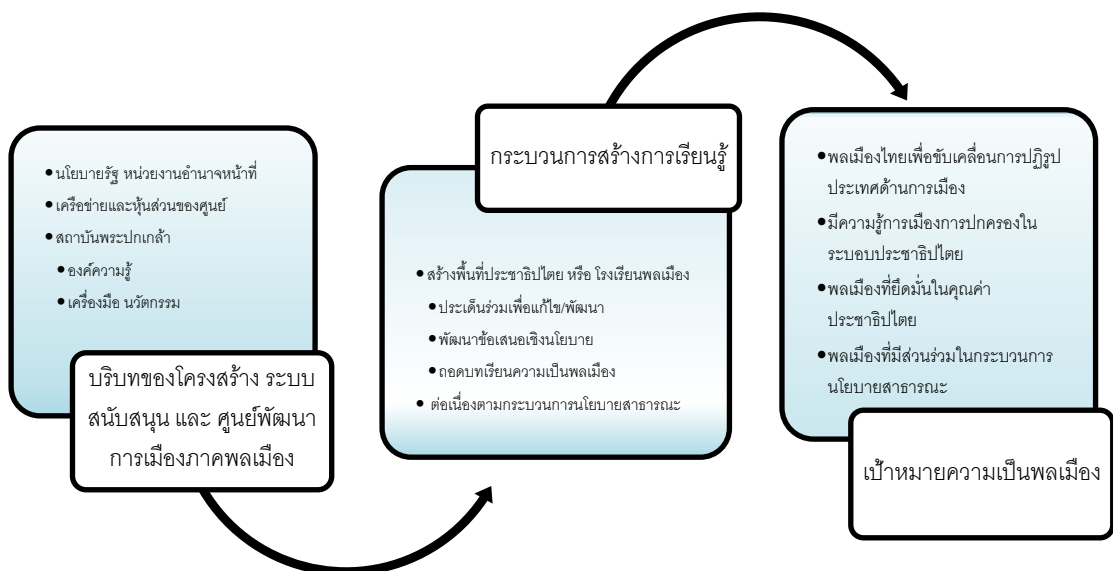 • นโยบายรัฐ หน่วยงานอำนาจหน้าที่
• เครือข่ายและหุ้นส่วนของศูนย์
• สถาบันพระปกเกล้า
• องค์ความรู้
• เครื่องมือ นวัตกรรม
บริบทของโครงสร้าง ระบบ
สนับสนุน และ ศูนย์พัฒนา
การเมืองภาคพลเมือง
กระบวนการสร้างการเรียนรู้
• สร้างพื้นที่ประชาธิปไตย หรือ โรงเรียนพลเมือง
• ประเด็นร่วมเพื่อแก้ไข/พัฒนา
• พัฒนาข้อเสนอเชิงนโยบาย
• ถอดบทเรียนความเป็นพลเมือง
• ต่อเนื่องตามกระบวนการนโยบายสาธารณะ
• พลเมืองไทยเพื่อขับเคลื่อนการปฏิรูป
ประเทศด้านการเมือง
• มีความรู้การเมืองการปกครองใน
ระบอบประชาธิปไตย
• พลเมืองที่ยึดมั่นในคุณค่า
ประชาธิปไตย
• พลเมืองที่มีส่วนร่วมในกระบวนการ
นโยบายสาธารณะ
เป้าหมายความเป็นพลเมือง